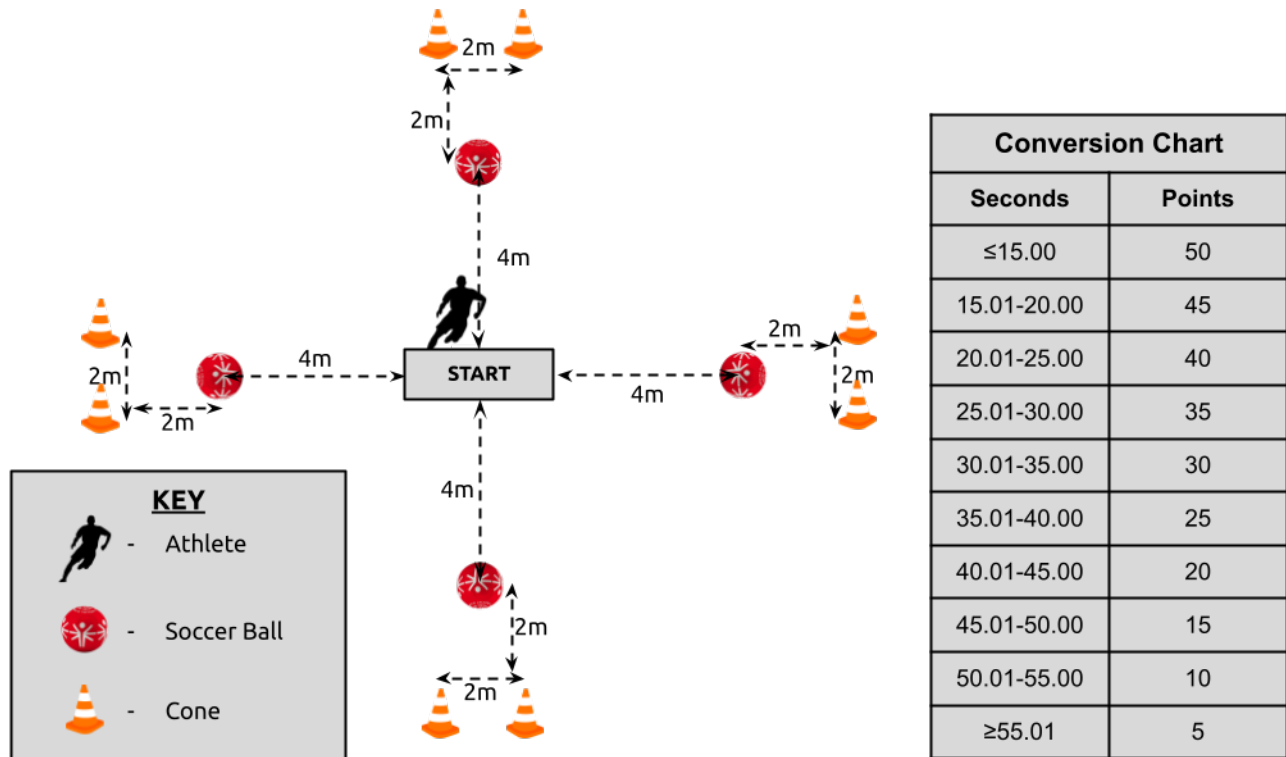 2m
2m
4m
START
4m
2m
2m
4m
2m
2m
4m
2m
2m
KEY
- Athlete
- Soccer Ball
- Cone
Conversion Chart
Seconds Points
≤15.00 50
15.01-20.00 45
20.01-25.00 40
25.01-30.00 35
30.01-35.00 30
35.01-40.00 25
40.01-45.00 20
45.01-50.00 15
50.01-55.00 10
≥55.01 5